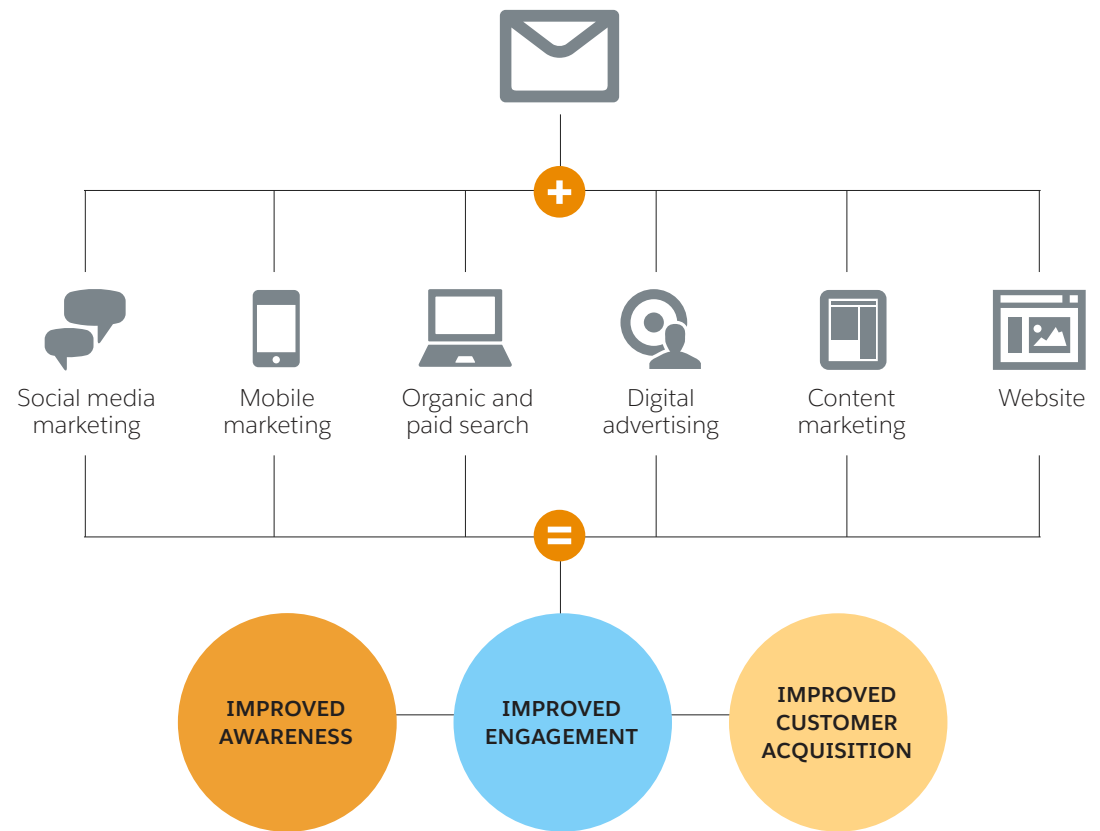 +
Social media
marketing
Mobile
marketing
Organic and
paid search
Digital
advertising
Content
marketing
Website
=
IMPROVED
AWARENESS
IMPROVED
ENGAGEMENT
IMPROVED
CUSTOMER
ACQUISITION